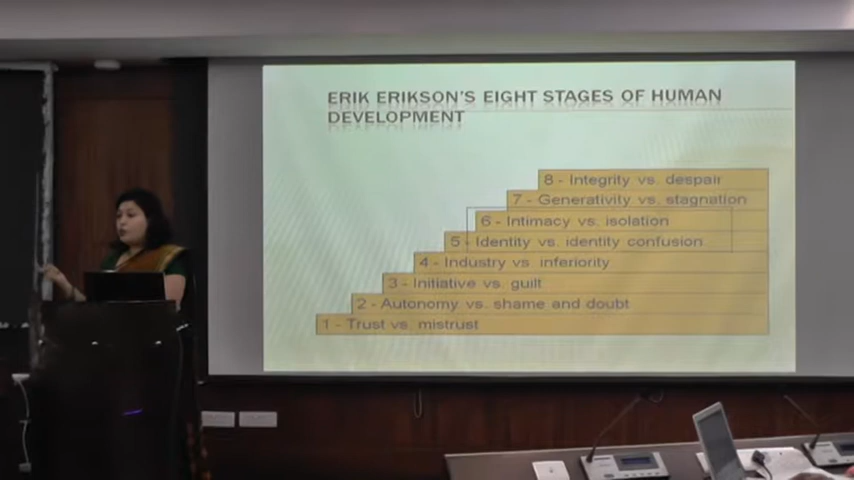 ERIK ERIKSON'S EIGHT STAGES OF HUMAN
DEVELOPMENT
8 - Integrity vs. despair
7 - Generativity vs. stagnation
6 - Intimacy vs. isolation
5 - Identity vs. identity confusion
4 - Industry vs. inferiority
3 - Initiative vs. guilt
2 - Autonomy vs. shame and doubt
1 - Trust vs. mistrust